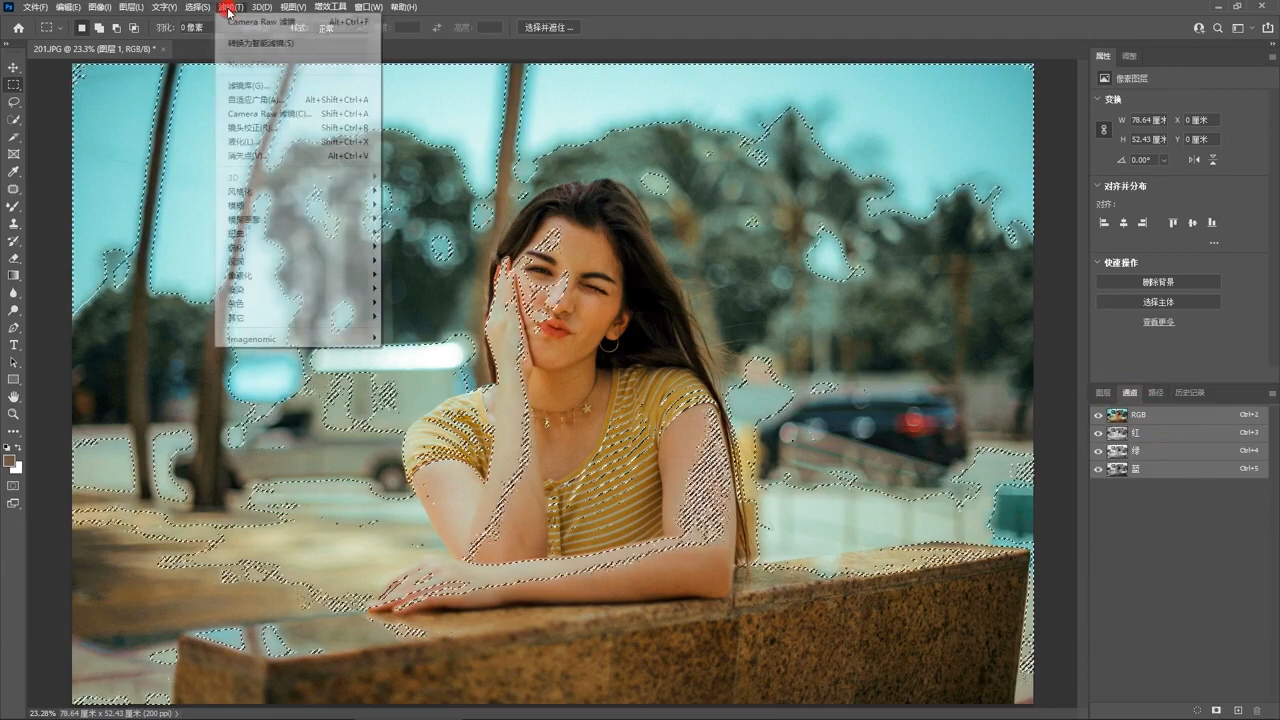 Ps 文件(F) 编辑(E) 图像(I) 图层(L) 文字(Y) 选择(S) 滤镜(T) 3D(D) 视图(V) 增效工具 窗口(W) 帮助(H)
羽化: 0 像素 样式: 正常 高度: 选择并遮住 ...
201.JPG @ 23.3% (图层 1, RGB/8) * ×
Camera Raw 滤镜 Alt+Ctrl+F
转换为智能滤镜(S)
滤镜库(G)...
自适应广角(A)... Alt+Shift+Ctrl+A
Camera Raw 滤镜(C)... Shift+Ctrl+A
镜头校正(R)... Shift+Ctrl+R
液化(L)... Shift+Ctrl+X
消失点(V)... Alt+Ctrl+V
3D
风格化
模糊
模糊画廊
扭曲
锐化
视频
像素化
渲染
杂色
其它
Imagenomic
属性 调整
像素图层
变换
W 78.64 厘米 X 0 厘米
H 52.43 厘米 Y 0 厘米
0.00°
对齐并分布
对齐:
...
快速操作
删除背景
选择主体
查看更多
图层 通道 路径 历史记录
RGB Ctrl+2
红 Ctrl+3
绿 Ctrl+4
蓝 Ctrl+5
23.28% 78.64 厘米 x 52.43 厘米 (200 ppi)